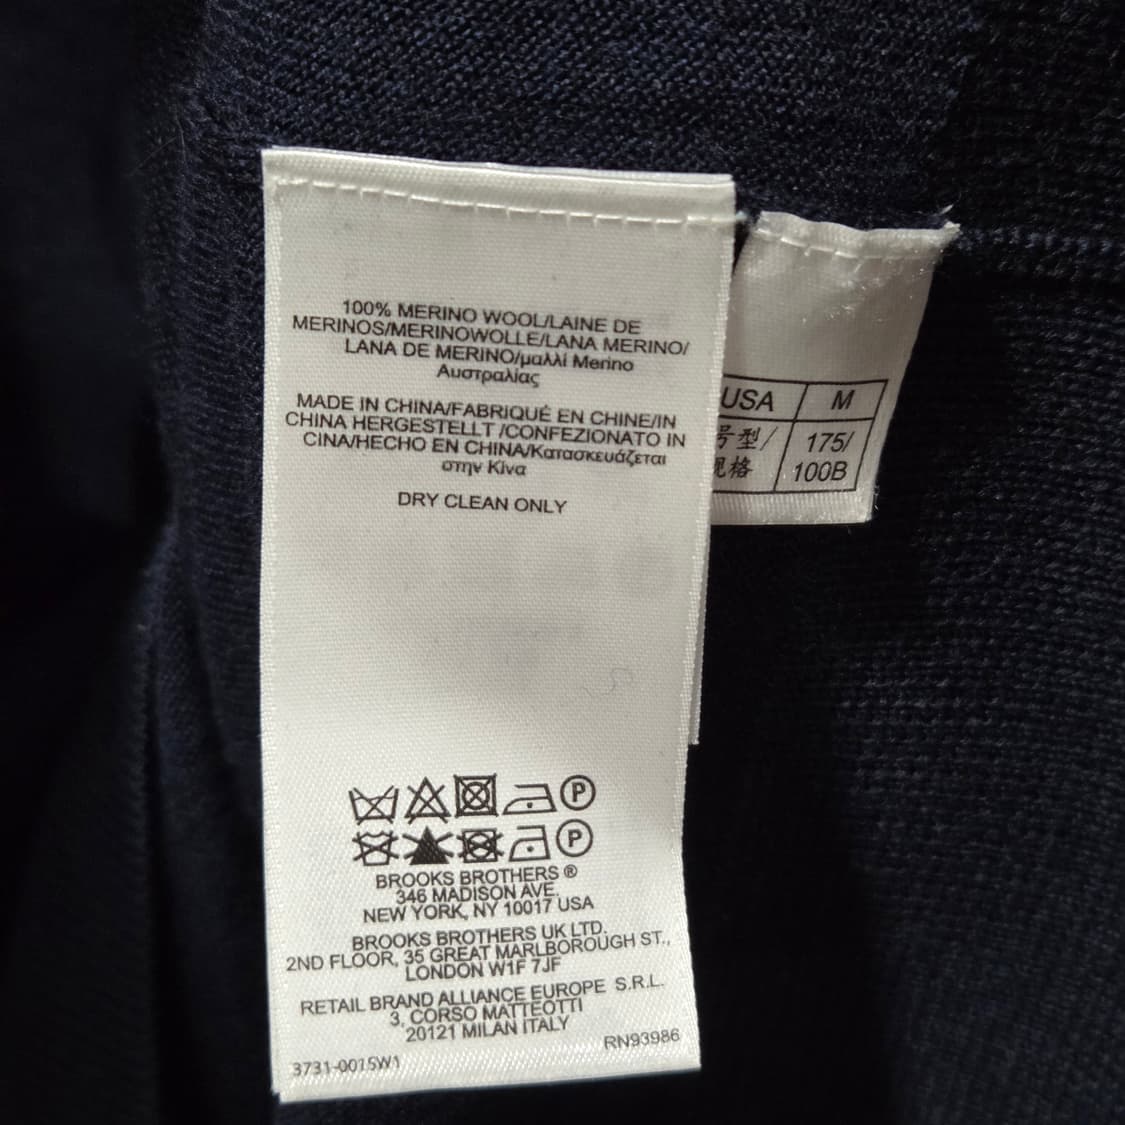 100% MERINO WOOL/LAINE DE
MERINOS/MERINOWOLLE/LANA MERINO/
LANA DE MERINO/μαλλί Merino
Αυστραλίας
MADE IN CHINA/FABRIQUÉ EN CHINE/IN
CHINA HERGESTELLT /CONFEZIONATO IN
CINA/HECHO EN CHINA/Κατασκευάζεται
στην Κίνα
DRY CLEAN ONLY
P
P
BROOKS BROTHERS ®
346 MADISON AVE.
NEW YORK, NY 10017 USA
BROOKS BROTHERS UK LTD.
2ND FLOOR, 35 GREAT MARLBOROUGH ST.,
LONDON W1F 7JF
RETAIL BRAND ALLIANCE EUROPE S.R.L.
3, CORSO MATTEOTTI
20121 MILAN ITALY
RN93986
3731-0015W1
USA M
号型/ 175/
规格 100B